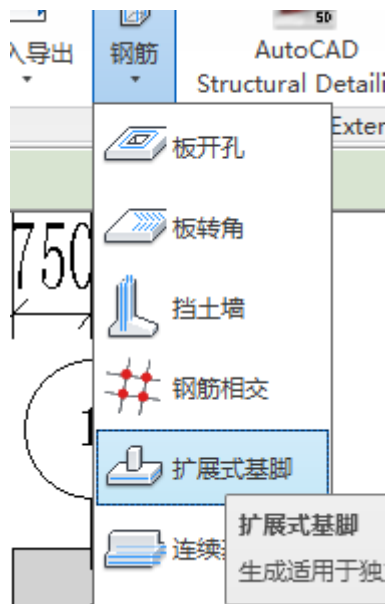 SD
入导出
钢筋
AutoCAD
Structural Detaili
Exter
板开孔
750
板转角
挡土墙
钢筋相交
1
扩展式基脚
扩展式基脚
连续
生成适用于独